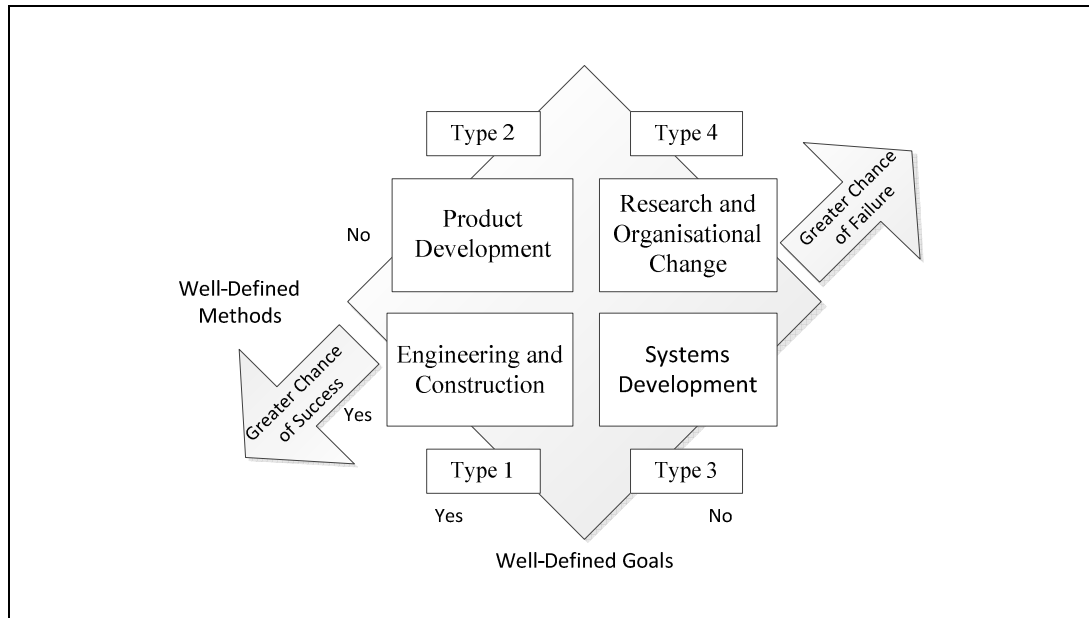 Type 2
Type 4
Product
Development
Research and
Organisational
Change
Greater Chance
of Failure
No
Well-Defined
Methods
Engineering and
Construction
Systems
Development
Greater Chance
of Success
Yes
Type 1
Type 3
Yes
No
Well-Defined Goals